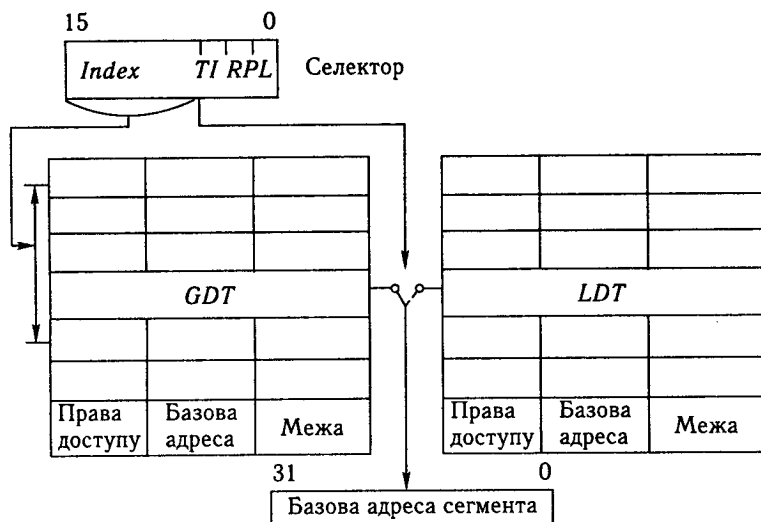 15 0
Index TI RPL Селектор
GDT LDT
Права доступу Базова адреса Межа
Права доступу Базова адреса Межа
31 0
Базова адреса сегмента